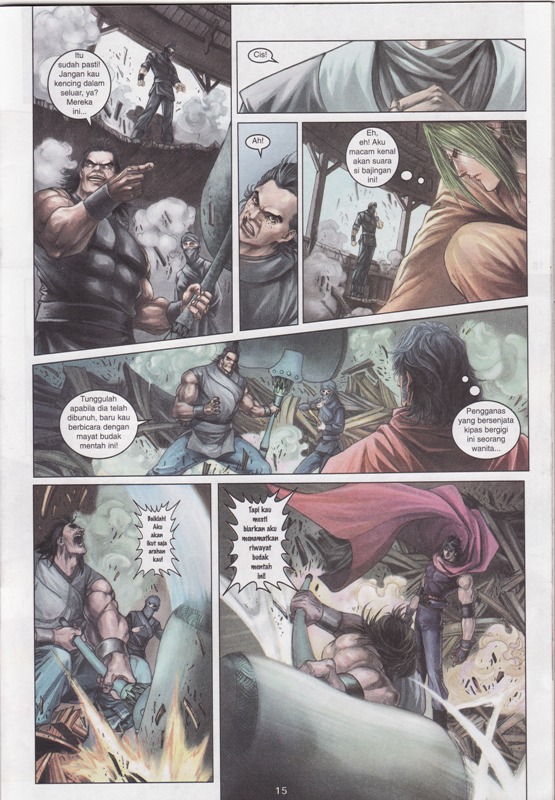 Itu
sudah pasti!
Jangan kau
kencing dalam
seluar, ya?
Mereka
ini...
Cis!
Ah!
Eh,
eh! Aku
macam kenal
akan suara
si bajingan
ini!
Tunggulah
apabila dia telah
dibunuh, baru kau
berbicara dengan
mayat budak
mentah ini!
Pengganas
yang bersenjata
kipas bergigi
ini seorang
wanita...
Baiklah!
Aku
akan
ikut saja
arahan
kau!
Tapi kau
mesti
biarkan aku
menamatkan
riwayat
budak
mentah
ini!
15